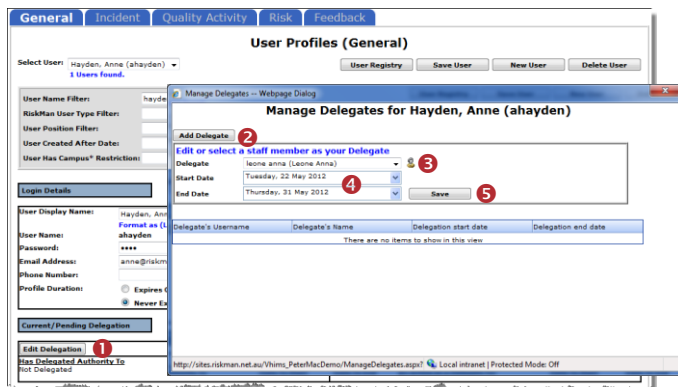 General Incident Quality Activity Risk Feedback
User Profiles (General)
Select User: Hayden, Anne (ahayden)
1 Users found.
User Registry Save User New User Delete User
User Name Filter: hayde
RiskMan User Type Filter:
User Position Filter:
User Created After Date:
User Has Campus* Restriction:
Login Details
User Display Name: Hayden, Ann
Format as (L
User Name: ahayden
Password: ••••
Email Address: anne@riskm
Phone Number:
Profile Duration: Expires
Never Ex
Current/Pending Delegation
Edit Delegation 1
Has Delegated Authority To
Not Delegated
Manage Delegates -- Webpage Dialog
Manage Delegates for Hayden, Anne (ahayden)
Add Delegate 2
Edit or select a staff member as your Delegate
Delegate leone anna (Leone Anna) 3
Start Date Tuesday, 22 May 2012 4
End Date Thursday, 31 May 2012 Save 5
Delegate's Username Delegate's Name Delegation start date Delegation end date
There are no items to show in this view
http://sites.riskman.net.au/Vhims_PeterMacDemo/ManageDelegates.aspx? Local intranet | Protected Mode: Off